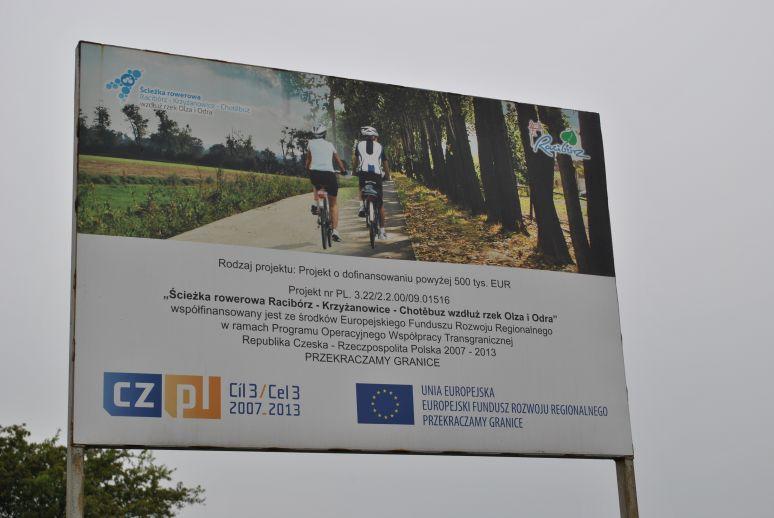 Ścieżka rowerowa
Racibórz - Krzyżanowice - Chotěbuz
wzdłuż rzek Olza i Odra
Racibórz
Rodzaj projektu: Projekt o dofinansowaniu powyżej 500 tys. EUR
Projekt nr PL. 3.22/2.2.00/09.01516
„Ścieżka rowerowa Racibórz - Krzyżanowice - Chotěbuz wzdłuż rzek Olza i Odra”
współfinansowany jest ze środków Europejskiego Funduszu Rozwoju Regionalnego
w ramach Programu Operacyjnego Współpracy Transgranicznej
Republika Czeska - Rzeczpospolita Polska 2007 - 2013
PRZEKRACZAMY GRANICE
cz pl
Cíl 3 / Cel 3
2007_2013
UNIA EUROPEJSKA
EUROPEJSKI FUNDUSZ ROZWOJU REGIONALNEGO
PRZEKRACZAMY GRANICE